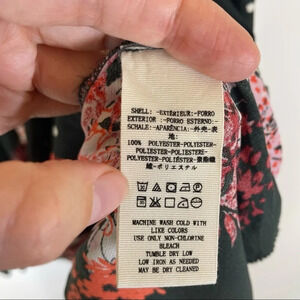 SHELL: -EXTÉRIEUR:-FORRO
EXTERIOR :-FORRO ESTERNO:-
SCHALE:-APARÊNCIA:-外壳-表
地:
100% POLYESTER-POLYESTER-
POLIESTER-POLIESTERE-
POLYESTER-POLIÉSTER-聚酯纖
維-ポリエステル
MACHINE WASH COLD WITH
LIKE COLORS
USE ONLY NON-CHLORINE
BLEACH
TUMBLE DRY LOW
LOW IRON AS NEEDED
MAY BE DRY CLEANED